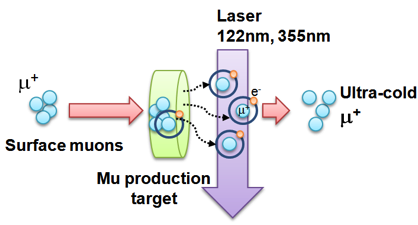 Laser
122nm, 355nm
μ+
Surface muons
Mu production
target
μ+
e-
Ultra-cold
μ+